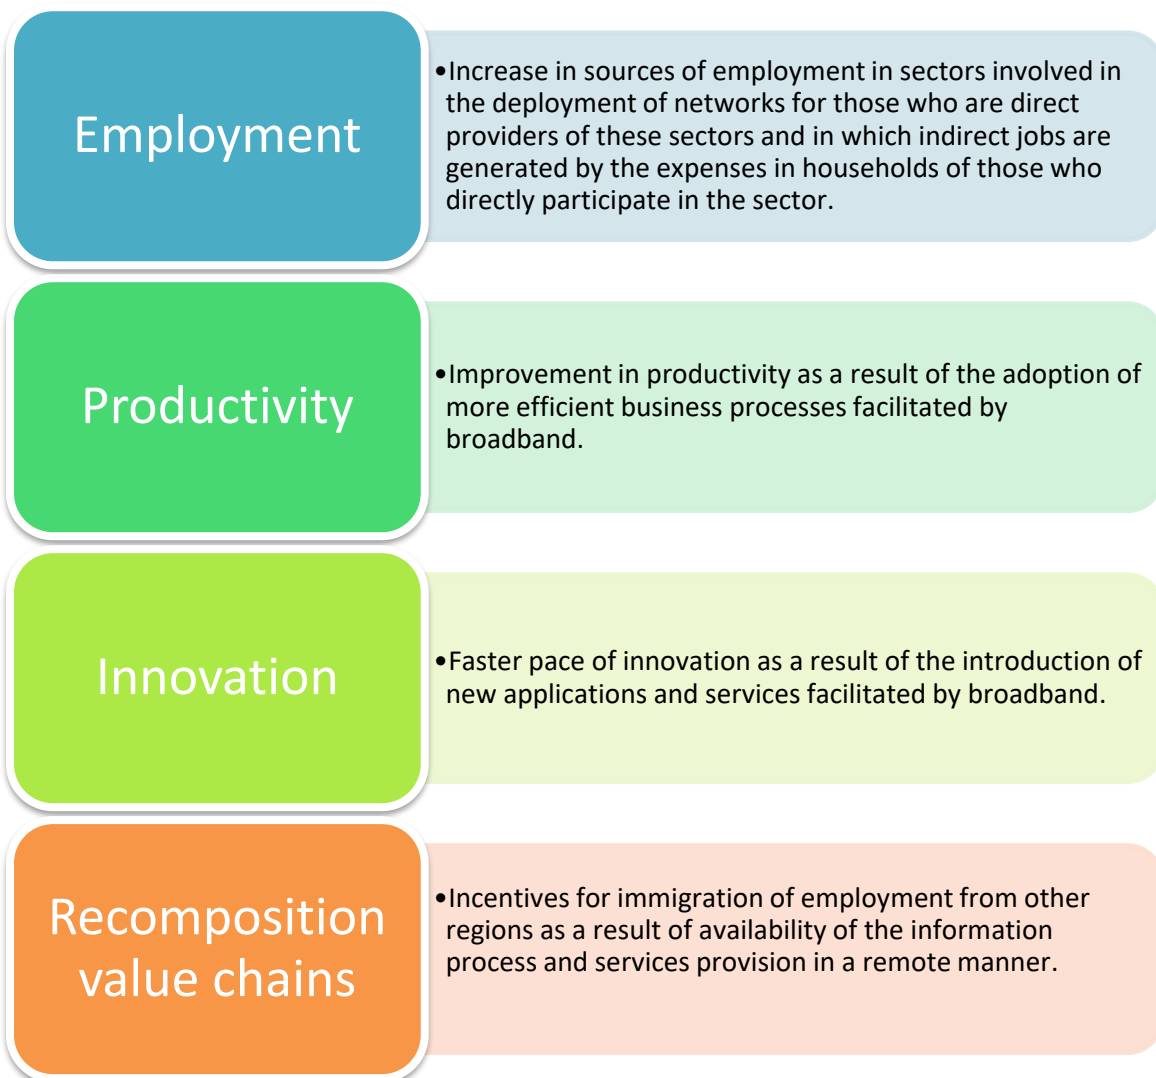 Employment
•Increase in sources of employment in sectors involved in
the deployment of networks for those who are direct
providers of these sectors and in which indirect jobs are
generated by the expenses in households of those who
directly participate in the sector.
Productivity
•Improvement in productivity as a result of the adoption of
more efficient business processes facilitated by
broadband.
Innovation
•Faster pace of innovation as a result of the introduction of
new applications and services facilitated by broadband.
Recomposition
value chains
•Incentives for immigration of employment from other
regions as a result of availability of the information
process and services provision in a remote manner.